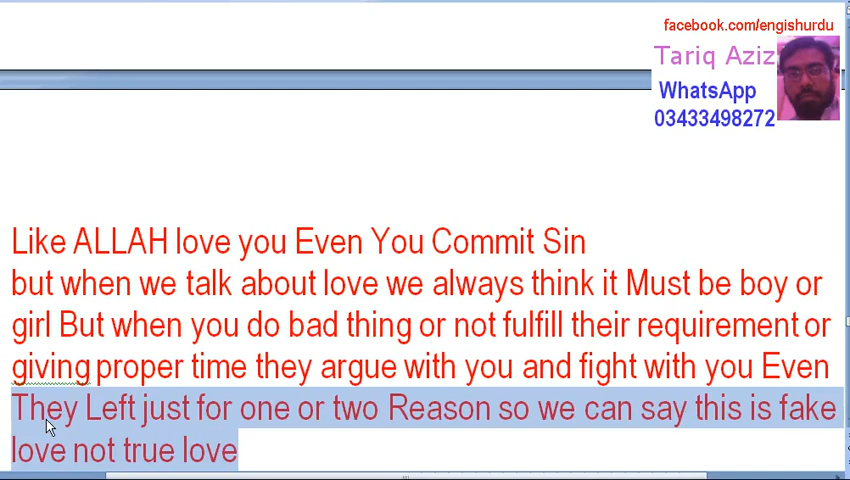 facebook.com/engishurdu
Tariq Aziz
WhatsApp
03433498272
Like ALLAH love you Even You Commit Sin
but when we talk about love we always think it Must be boy or
girl But when you do bad thing or not fulfill their requirement or
giving proper time they argue with you and fight with you Even
They Left just for one or two Reason so we can say this is fake
love not true love